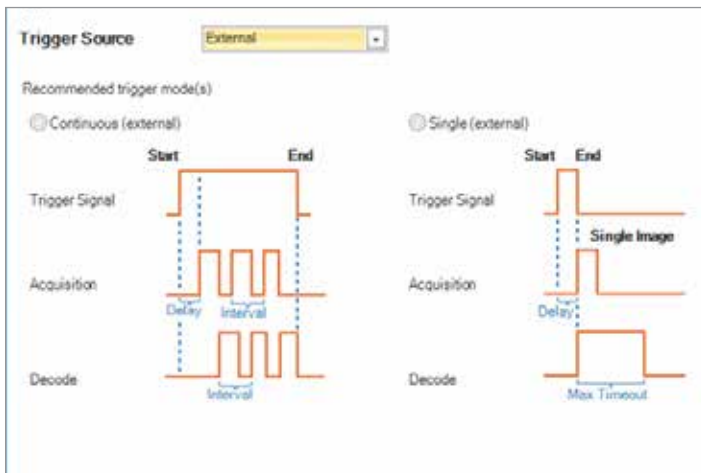 Trigger Source External
Recommended trigger mode(s)
Continuous (external) Single (external)
Start End Start End
Trigger Signal Trigger Signal
Single Image
Acquisition Acquisition
Delay Interval Delay
Decode Decode
Interval Max Timeout